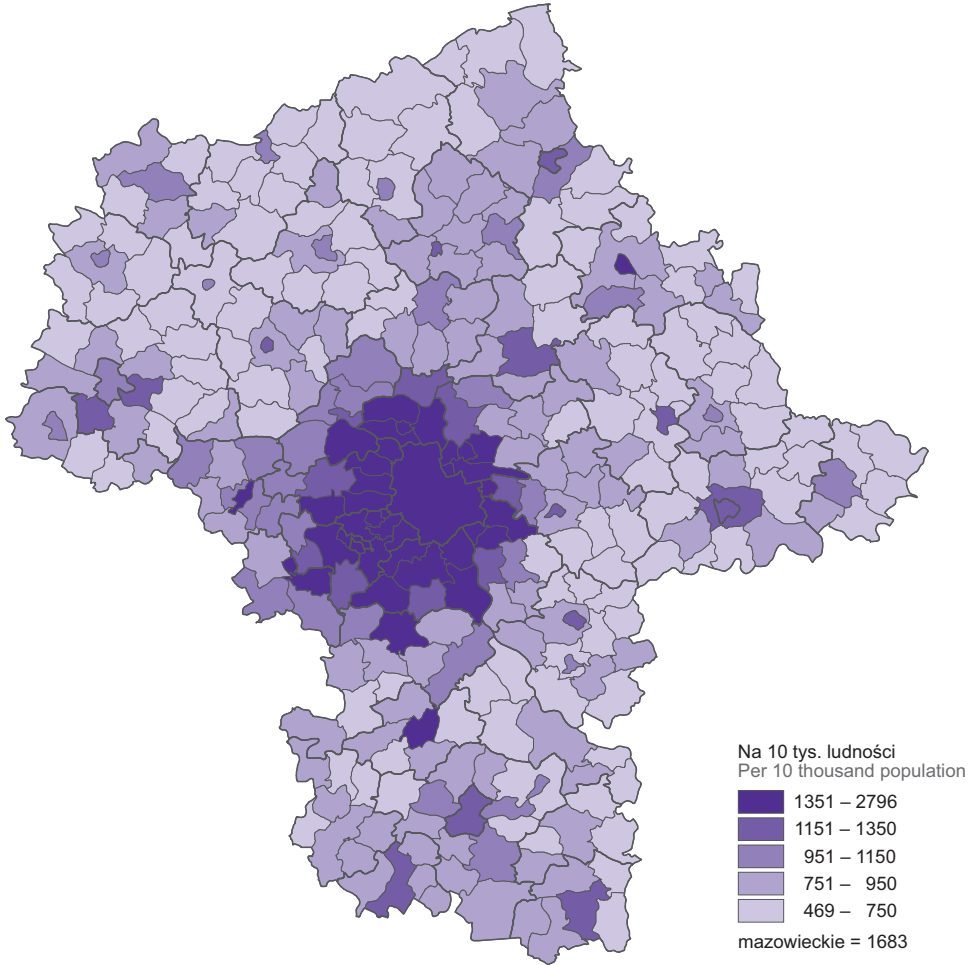 Na 10 tys. ludności
Per 10 thousand population
1351 – 2796
1151 – 1350
951 – 1150
751 – 950
469 – 750
mazowieckie = 1683